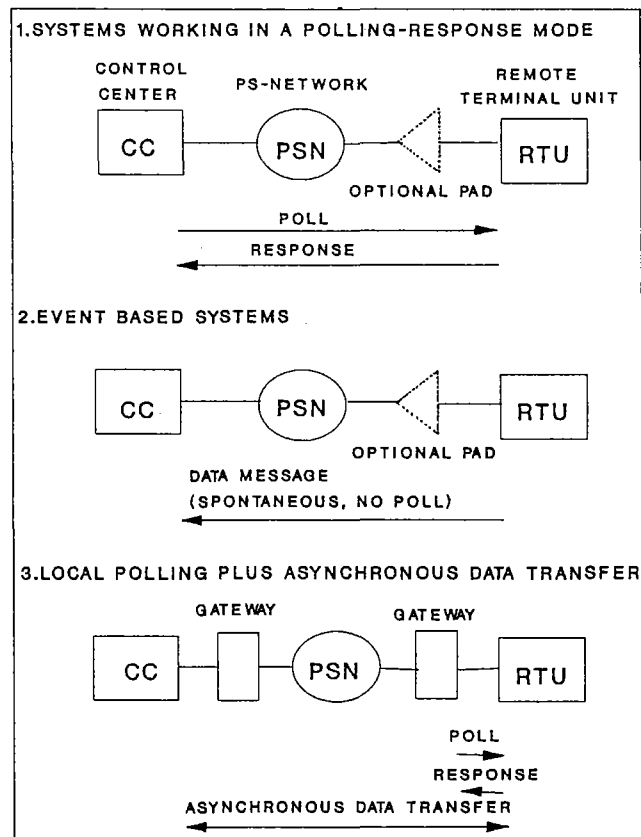 1.SYSTEMS WORKING IN A POLLING-RESPONSE MODE
CONTROL
CENTER
PS-NETWORK
REMOTE
TERMINAL UNIT
CC
PSN
RTU
OPTIONAL PAD
POLL
RESPONSE
2.EVENT BASED SYSTEMS
CC
PSN
RTU
OPTIONAL PAD
DATA MESSAGE
(SPONTANEOUS, NO POLL)
3.LOCAL POLLING PLUS ASYNCHRONOUS DATA TRANSFER
GATEWAY
GATEWAY
CC
PSN
RTU
POLL
RESPONSE
ASYNCHRONOUS DATA TRANSFER